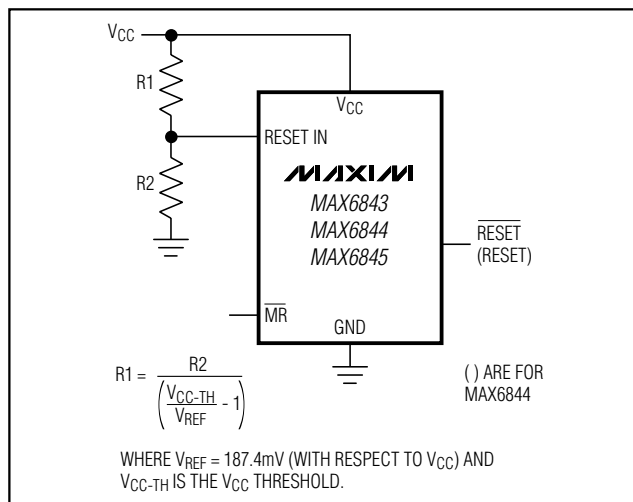 VCC
R1
VCC
RESET IN
R2
MAXIM
MAX6843
MAX6844
MAX6845
RESET
(RESET)
MR
GND
R1 = R2 / (VCC-TH / VREF - 1)
( ) ARE FOR
MAX6844
WHERE VREF = 187.4mV (WITH RESPECT TO VCC) AND
VCC-TH IS THE VCC THRESHOLD.